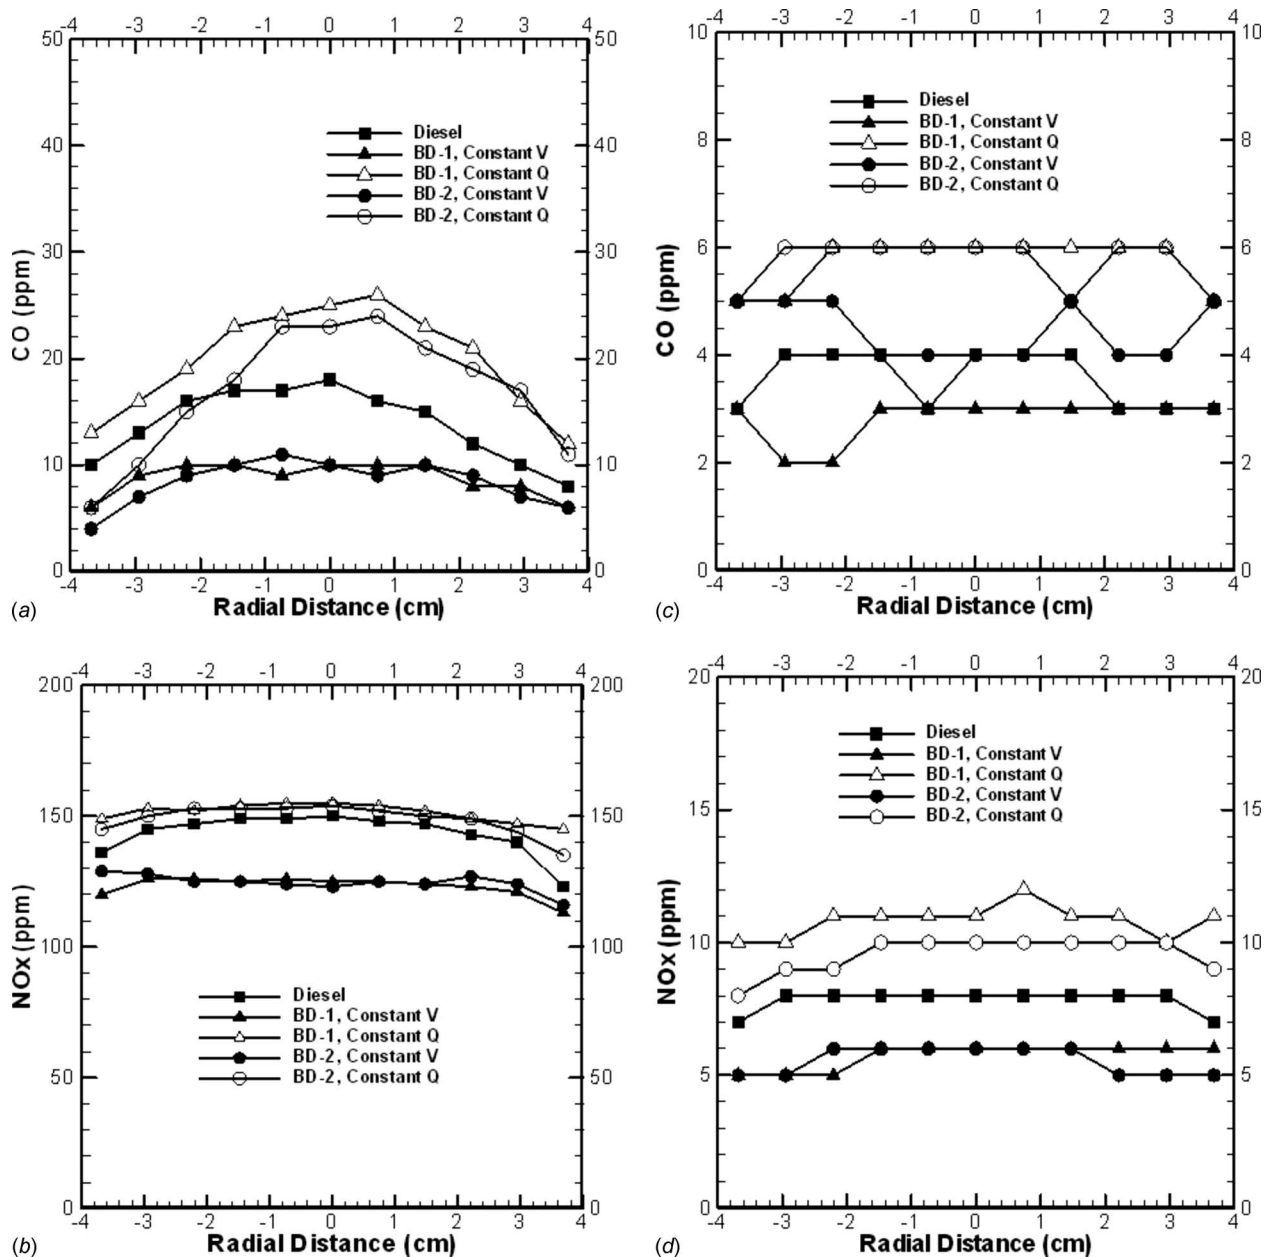 -4 -3 -2 -1 0 1 2 3 4
50 50
40 40
30 30
20 20
10 10
0 0
Diesel
BD-1, Constant V
BD-1, Constant Q
BD-2, Constant V
BD-2, Constant Q
CO (ppm)
-4 -3 -2 -1 0 1 2 3 4
Radial Distance (cm)
(a)
-4 -3 -2 -1 0 1 2 3 4
10 10
8 8
6 6
4 4
2 2
0 0
Diesel
BD-1, Constant V
BD-1, Constant Q
BD-2, Constant V
BD-2, Constant Q
CO (ppm)
-4 -3 -2 -1 0 1 2 3 4
Radial Distance (cm)
(c)
-4 -3 -2 -1 0 1 2 3 4
200 200
150 150
100 100
50 50
0 0
Diesel
BD-1, Constant V
BD-1, Constant Q
BD-2, Constant V
BD-2, Constant Q
NOx (ppm)
-4 -3 -2 -1 0 1 2 3 4
Radial Distance (cm)
(b)
-4 -3 -2 -1 0 1 2 3 4
20 20
15 15
10 10
5 5
0 0
Diesel
BD-1, Constant V
BD-1, Constant Q
BD-2, Constant V
BD-2, Constant Q
NOx (ppm)
-4 -3 -2 -1 0 1 2 3 4
Radial Distance (cm)
(d)